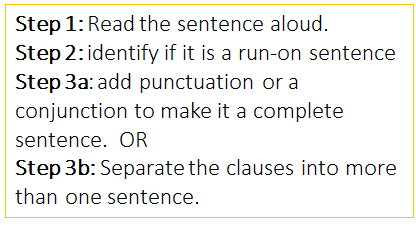 Step 1: Read the sentence aloud.
Step 2: identify if it is a run-on sentence
Step 3a: add punctuation or a
conjunction to make it a complete
sentence. OR
Step 3b: Separate the clauses into more
than one sentence.